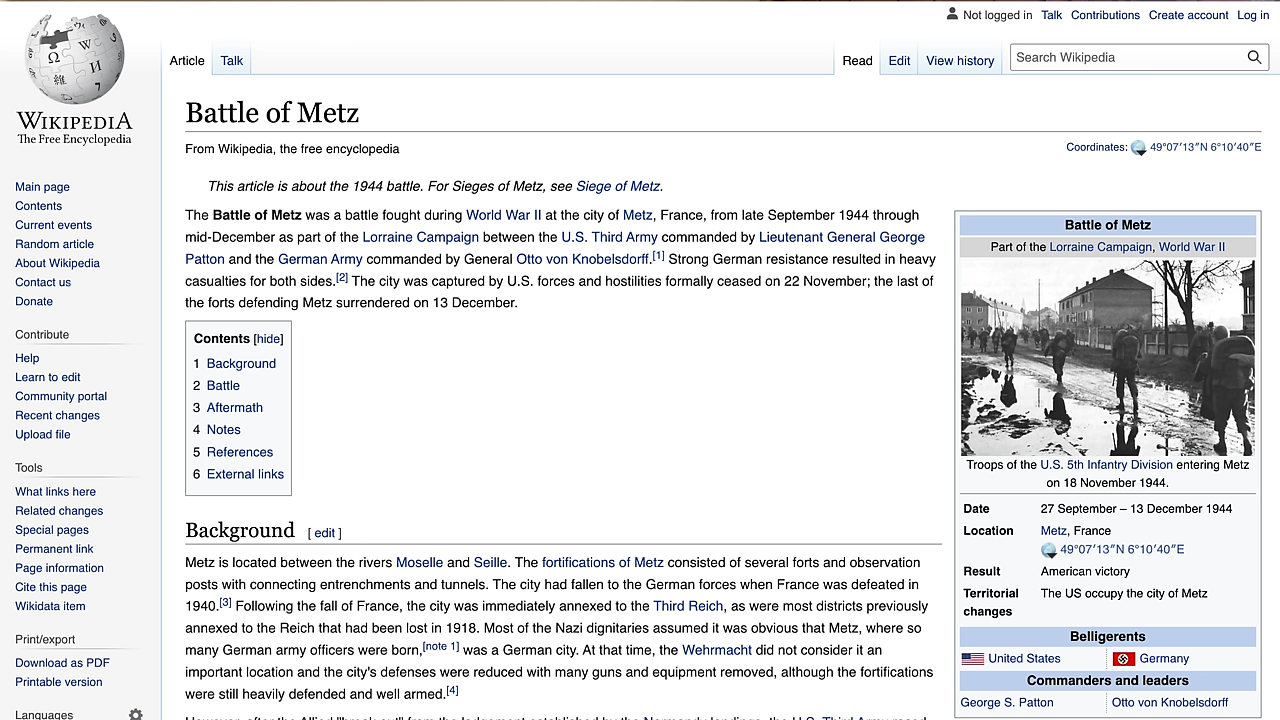 Not logged in Talk Contributions Create account Log in
WIKIPEDIA
The Free Encyclopedia
Article Talk Read Edit View history Search Wikipedia
Main page
Contents
Current events
Random article
About Wikipedia
Contact us
Donate
Contribute
Help
Learn to edit
Community portal
Recent changes
Upload file
Tools
What links here
Related changes
Special pages
Permanent link
Page information
Cite this page
Wikidata item
Print/export
Download as PDF
Printable version
Languages
Battle of Metz
From Wikipedia, the free encyclopedia
Coordinates: 49°07′13″N 6°10′40″E
This article is about the 1944 battle. For Sieges of Metz, see Siege of Metz.
The Battle of Metz was a battle fought during World War II at the city of Metz, France, from late September 1944 through
mid-December as part of the Lorraine Campaign between the U.S. Third Army commanded by Lieutenant General George
Patton and the German Army commanded by General Otto von Knobelsdorff.[1] Strong German resistance resulted in heavy
casualties for both sides.[2] The city was captured by U.S. forces and hostilities formally ceased on 22 November; the last of
the forts defending Metz surrendered on 13 December.
Contents [hide]
1 Background
2 Battle
3 Aftermath
4 Notes
5 References
6 External links
Background [ edit ]
Metz is located between the rivers Moselle and Seille. The fortifications of Metz consisted of several forts and observation
posts with connecting entrenchments and tunnels. The city had fallen to the German forces when France was defeated in
1940.[3] Following the fall of France, the city was immediately annexed to the Third Reich, as were most districts previously
annexed to the Reich that had been lost in 1918. Most of the Nazi dignitaries assumed it was obvious that Metz, where so
many German army officers were born,[note 1] was a German city. At that time, the Wehrmacht did not consider it an
important location and the city's defenses were reduced with many guns and equipment removed, although the fortifications
were still heavily defended and well armed.[4]
Battle of Metz
Part of the Lorraine Campaign, World War II
Troops of the U.S. 5th Infantry Division entering Metz
on 18 November 1944.
Date 27 September – 13 December 1944
Location Metz, France
49°07′13″N 6°10′40″E
Result American victory
Territorial The US occupy the city of Metz
changes
Belligerents
United States Germany
Commanders and leaders
George S. Patton Otto von Knobelsdorff